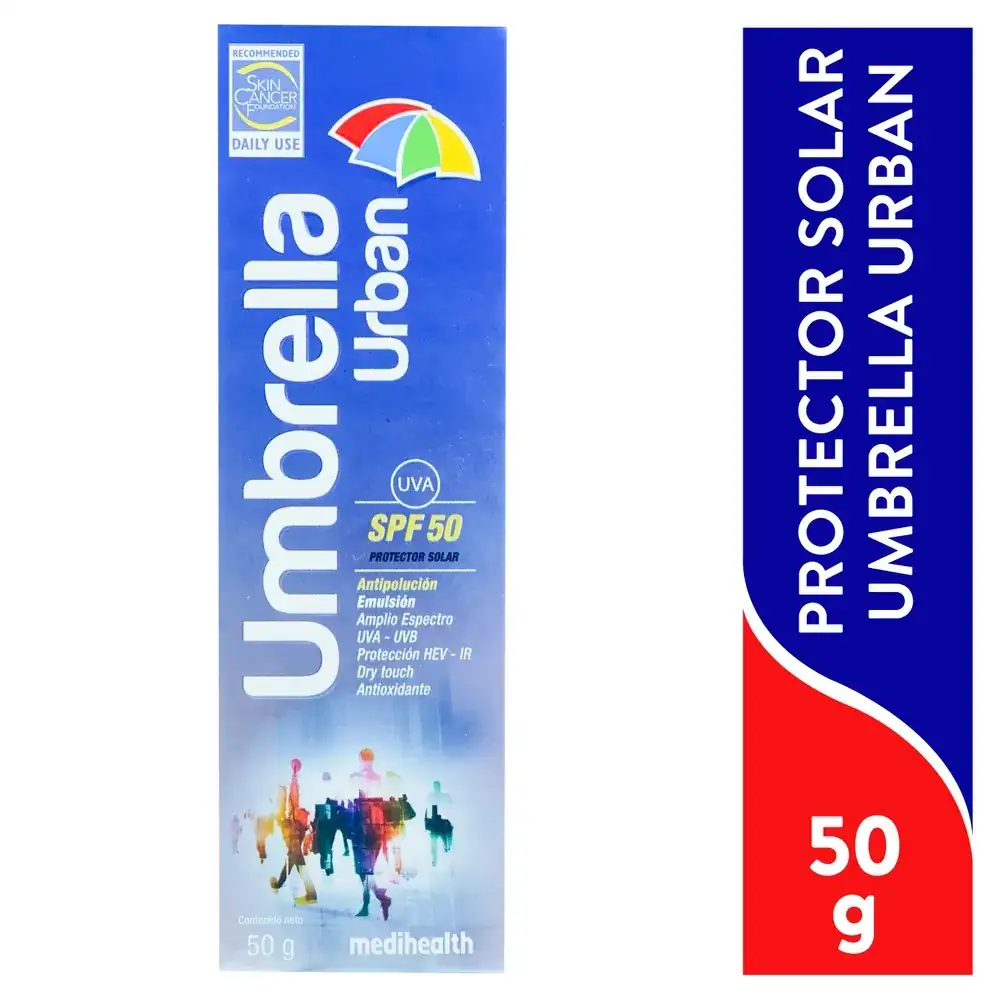 RECOMMENDED
SKIN
CANCER
FOUNDATION
DAILY USE
Umbrella
Urban
UVA
SPF 50
PROTECTOR SOLAR
Antipolución
Emulsión
Amplio Espectro
UVA - UVB
Protección HEV - IR
Dry touch
Antioxidante
Contenido neto
50 g
medihealth
PROTECTOR SOLAR
UMBRELLA URBAN
50
g